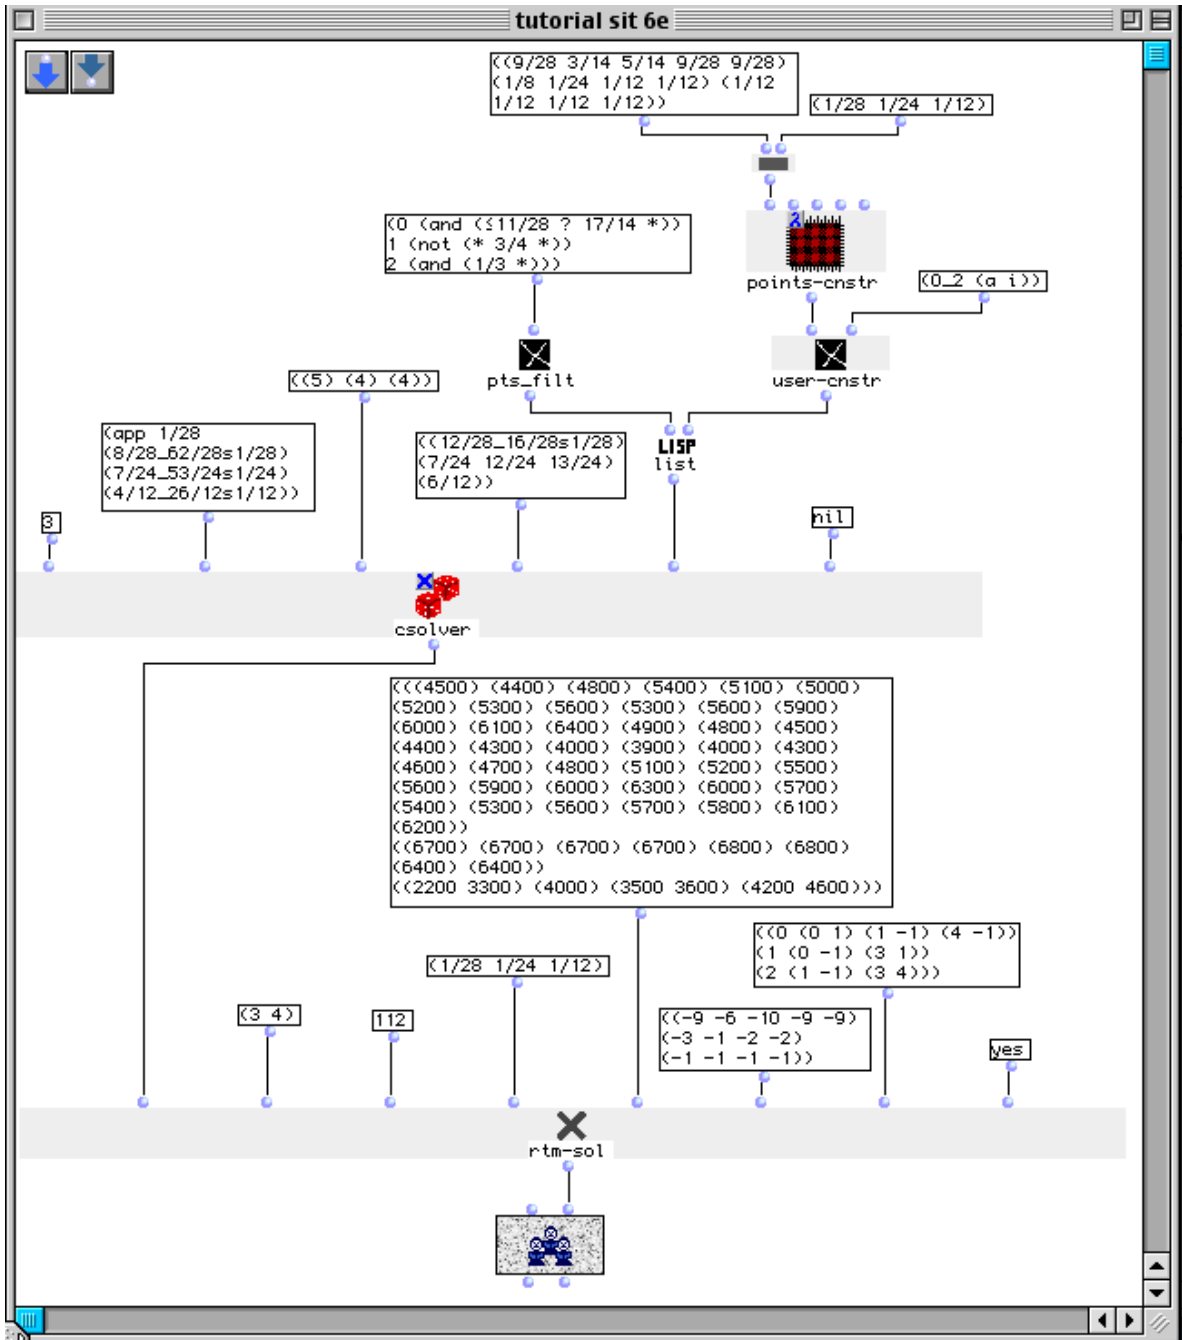 tutorial sit 6e
((9/28 3/14 5/14 9/28 9/28)
(1/8 1/24 1/12 1/12) (1/12
1/12 1/12 1/12))
(1/28 1/24 1/12)
(0 (and (≤11/28 ? 17/14 *))
1 (not (* 3/4 *))
2 (and (1/3 *)))
2
points-cnstr
(0_2 (a i))
pts_filt
user-cnstr
((5) (4) (4))
(app 1/28
(8/28_62/28s1/28)
(7/24_53/24s1/24)
(4/12_26/12s1/12))
((12/28_16/28s1/28)
(7/24 12/24 13/24)
(6/12))
LISP
list
3
nil
csolver
(((4500) (4400) (4800) (5400) (5100) (5000)
(5200) (5300) (5600) (5300) (5600) (5900)
(6000) (6100) (6400) (4900) (4800) (4500)
(4400) (4300) (4000) (3900) (4000) (4300)
(4600) (4700) (4800) (5100) (5200) (5500)
(5600) (5900) (6000) (6300) (6000) (5700)
(5400) (5300) (5600) (5700) (5800) (6100)
(6200))
((6700) (6700) (6700) (6700) (6800) (6800)
(6400) (6400))
((2200 3300) (4000) (3500 3600) (4200 4600)))
((0 (0 1) (1 -1) (4 -1))
(1 (0 -1) (3 1))
(2 (1 -1) (3 4)))
(1/28 1/24 1/12)
(3 4)
112
((-9 -6 -10 -9 -9)
(-3 -1 -2 -2)
(-1 -1 -1 -1))
yes
rtm-sol